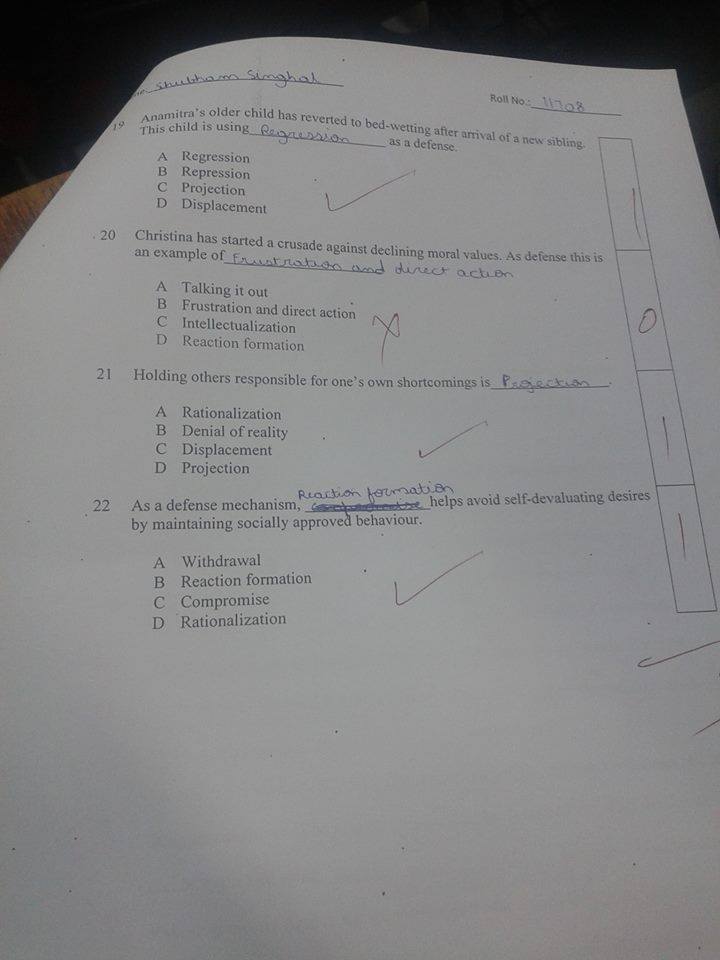 Shubham Singhal
Roll No.: 11708
19 Anamitra's older child has reverted to bed-wetting after arrival of a new sibling.
This child is using Regression as a defense.
A Regression
B Repression
C Projection
D Displacement
1
20 Christina has started a crusade against declining moral values. As defense this is
an example of Frustration and direct action
A Talking it out
B Frustration and direct action
C Intellectualization
D Reaction formation
0
21 Holding others responsible for one's own shortcomings is Projection.
A Rationalization
B Denial of reality
C Displacement
D Projection
1
Reaction formation
22 As a defense mechanism, helps avoid self-devaluating desires
by maintaining socially approved behaviour.
A Withdrawal
B Reaction formation
C Compromise
D Rationalization
1